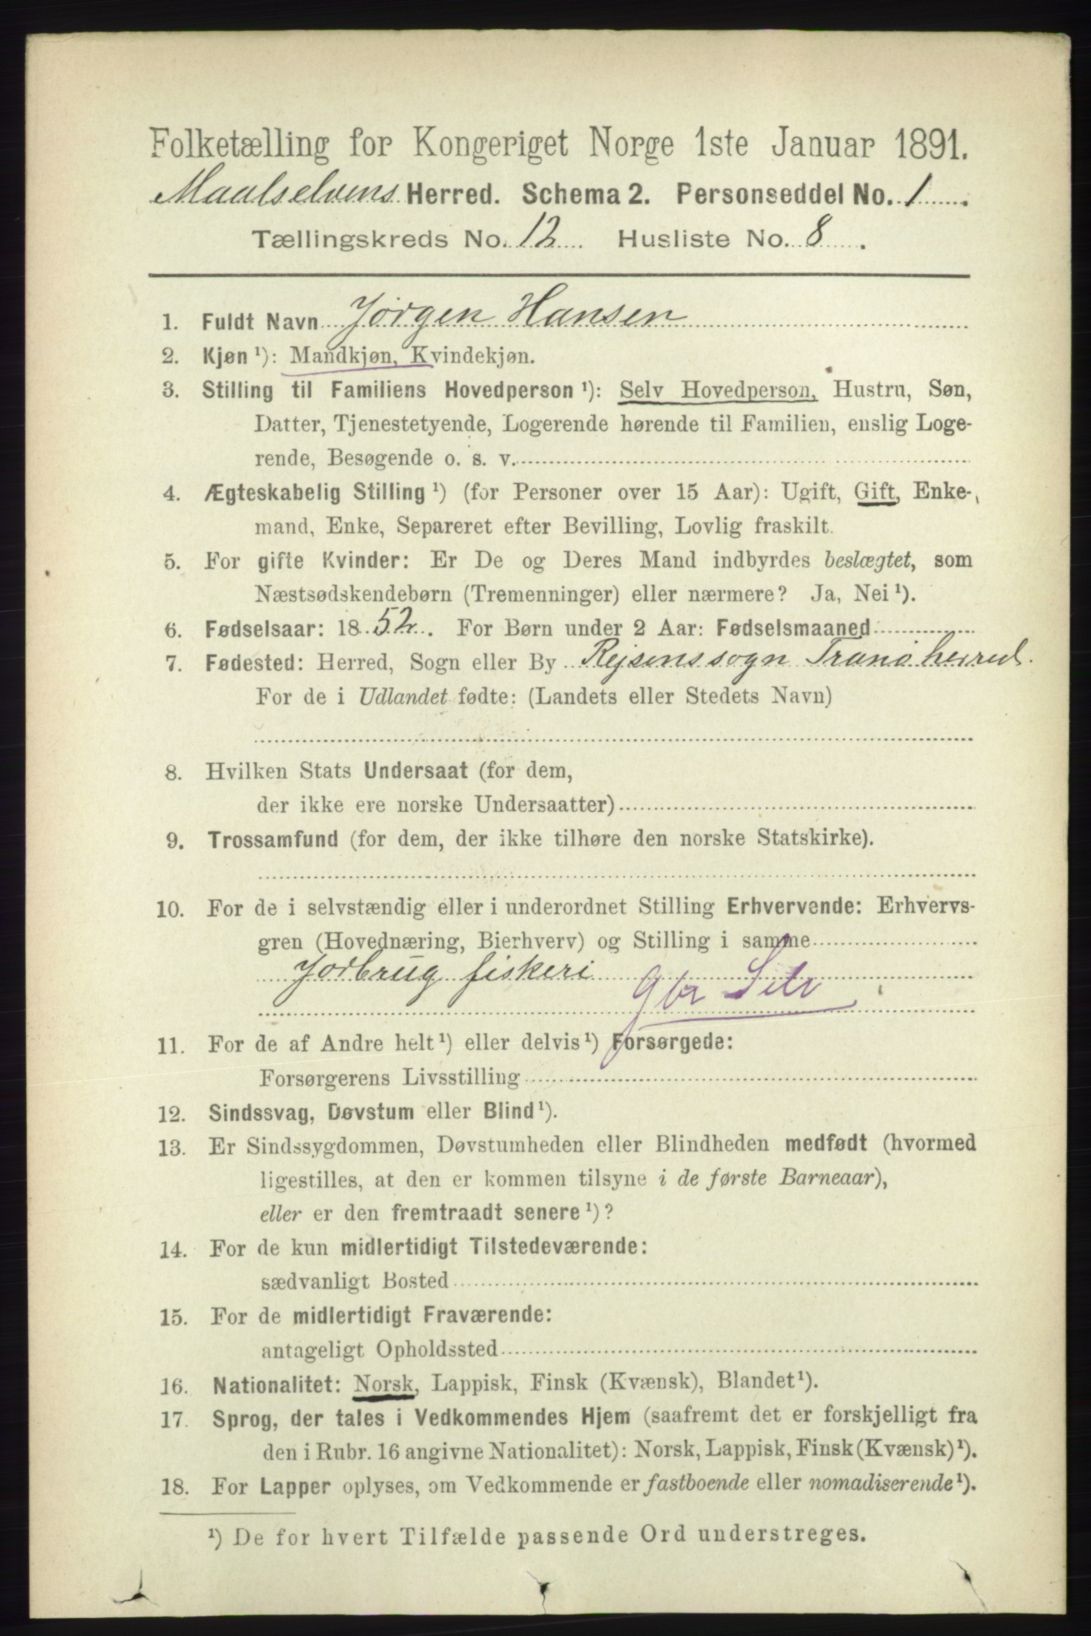 Folketælling for Kongeriget Norge 1ste Januar 1891.
Maalselvens Herred. Schema 2. Personseddel No. 1.
Tællingskreds No. 12. Husliste No. 8.
1. Fuldt Navn Jørgen Hansen
2. Kjøn ¹): Mandkjøn, Kvindekjøn.
3. Stilling til Familiens Hovedperson ¹): Selv Hovedperson, Hustru, Søn,
Datter, Tjenestetyende, Logerende hørende til Familien, enslig Loge-
rende, Besøgende o. s. v.
4. Ægteskabelig Stilling ¹) (for Personer over 15 Aar): Ugift, Gift, Enke-
mand, Enke, Separeret efter Bevilling, Lovlig fraskilt.
5. For gifte Kvinder: Er De og Deres Mand indbyrdes beslægtet, som
Næstsødskendebørn (Tremenninger) eller nærmere? Ja, Nei ¹).
6. Fødselsaar: 1852. For Børn under 2 Aar: Fødselsmaaned
7. Fødested: Herred, Sogn eller By Rejsens sogn Tranø herred.
For de i Udlandet fødte: (Landets eller Stedets Navn)
8. Hvilken Stats Undersaat (for dem,
der ikke ere norske Undersaatter)
9. Trossamfund (for dem, der ikke tilhøre den norske Statskirke).
10. For de i selvstændig eller i underordnet Stilling Erhvervende: Erhvervs-
gren (Hovednæring, Bierhverv) og Stilling i samme
Jorbrug fiskeri
gbr Selv
11. For de af Andre helt ¹) eller delvis ¹) Forsørgede:
Forsørgerens Livsstilling
12. Sindssvag, Døvstum eller Blind ¹).
13. Er Sindssygdommen, Døvstumheden eller Blindheden medfødt (hvormed
ligestilles, at den er kommen tilsyne i de første Barneaar),
eller er den fremtraadt senere ¹)?
14. For de kun midlertidigt Tilstedeværende:
sædvanligt Bosted
15. For de midlertidigt Fraværende:
antageligt Opholdssted
16. Nationalitet: Norsk, Lappisk, Finsk (Kvænsk), Blandet ¹).
17. Sprog, der tales i Vedkommendes Hjem (saafremt det er forskjelligt fra
den i Rubr. 16 angivne Nationalitet): Norsk, Lappisk, Finsk (Kvænsk) ¹).
18. For Lapper oplyses, om Vedkommende er fastboende eller nomadiserende ¹).
¹) De for hvert Tilfælde passende Ord understreges.